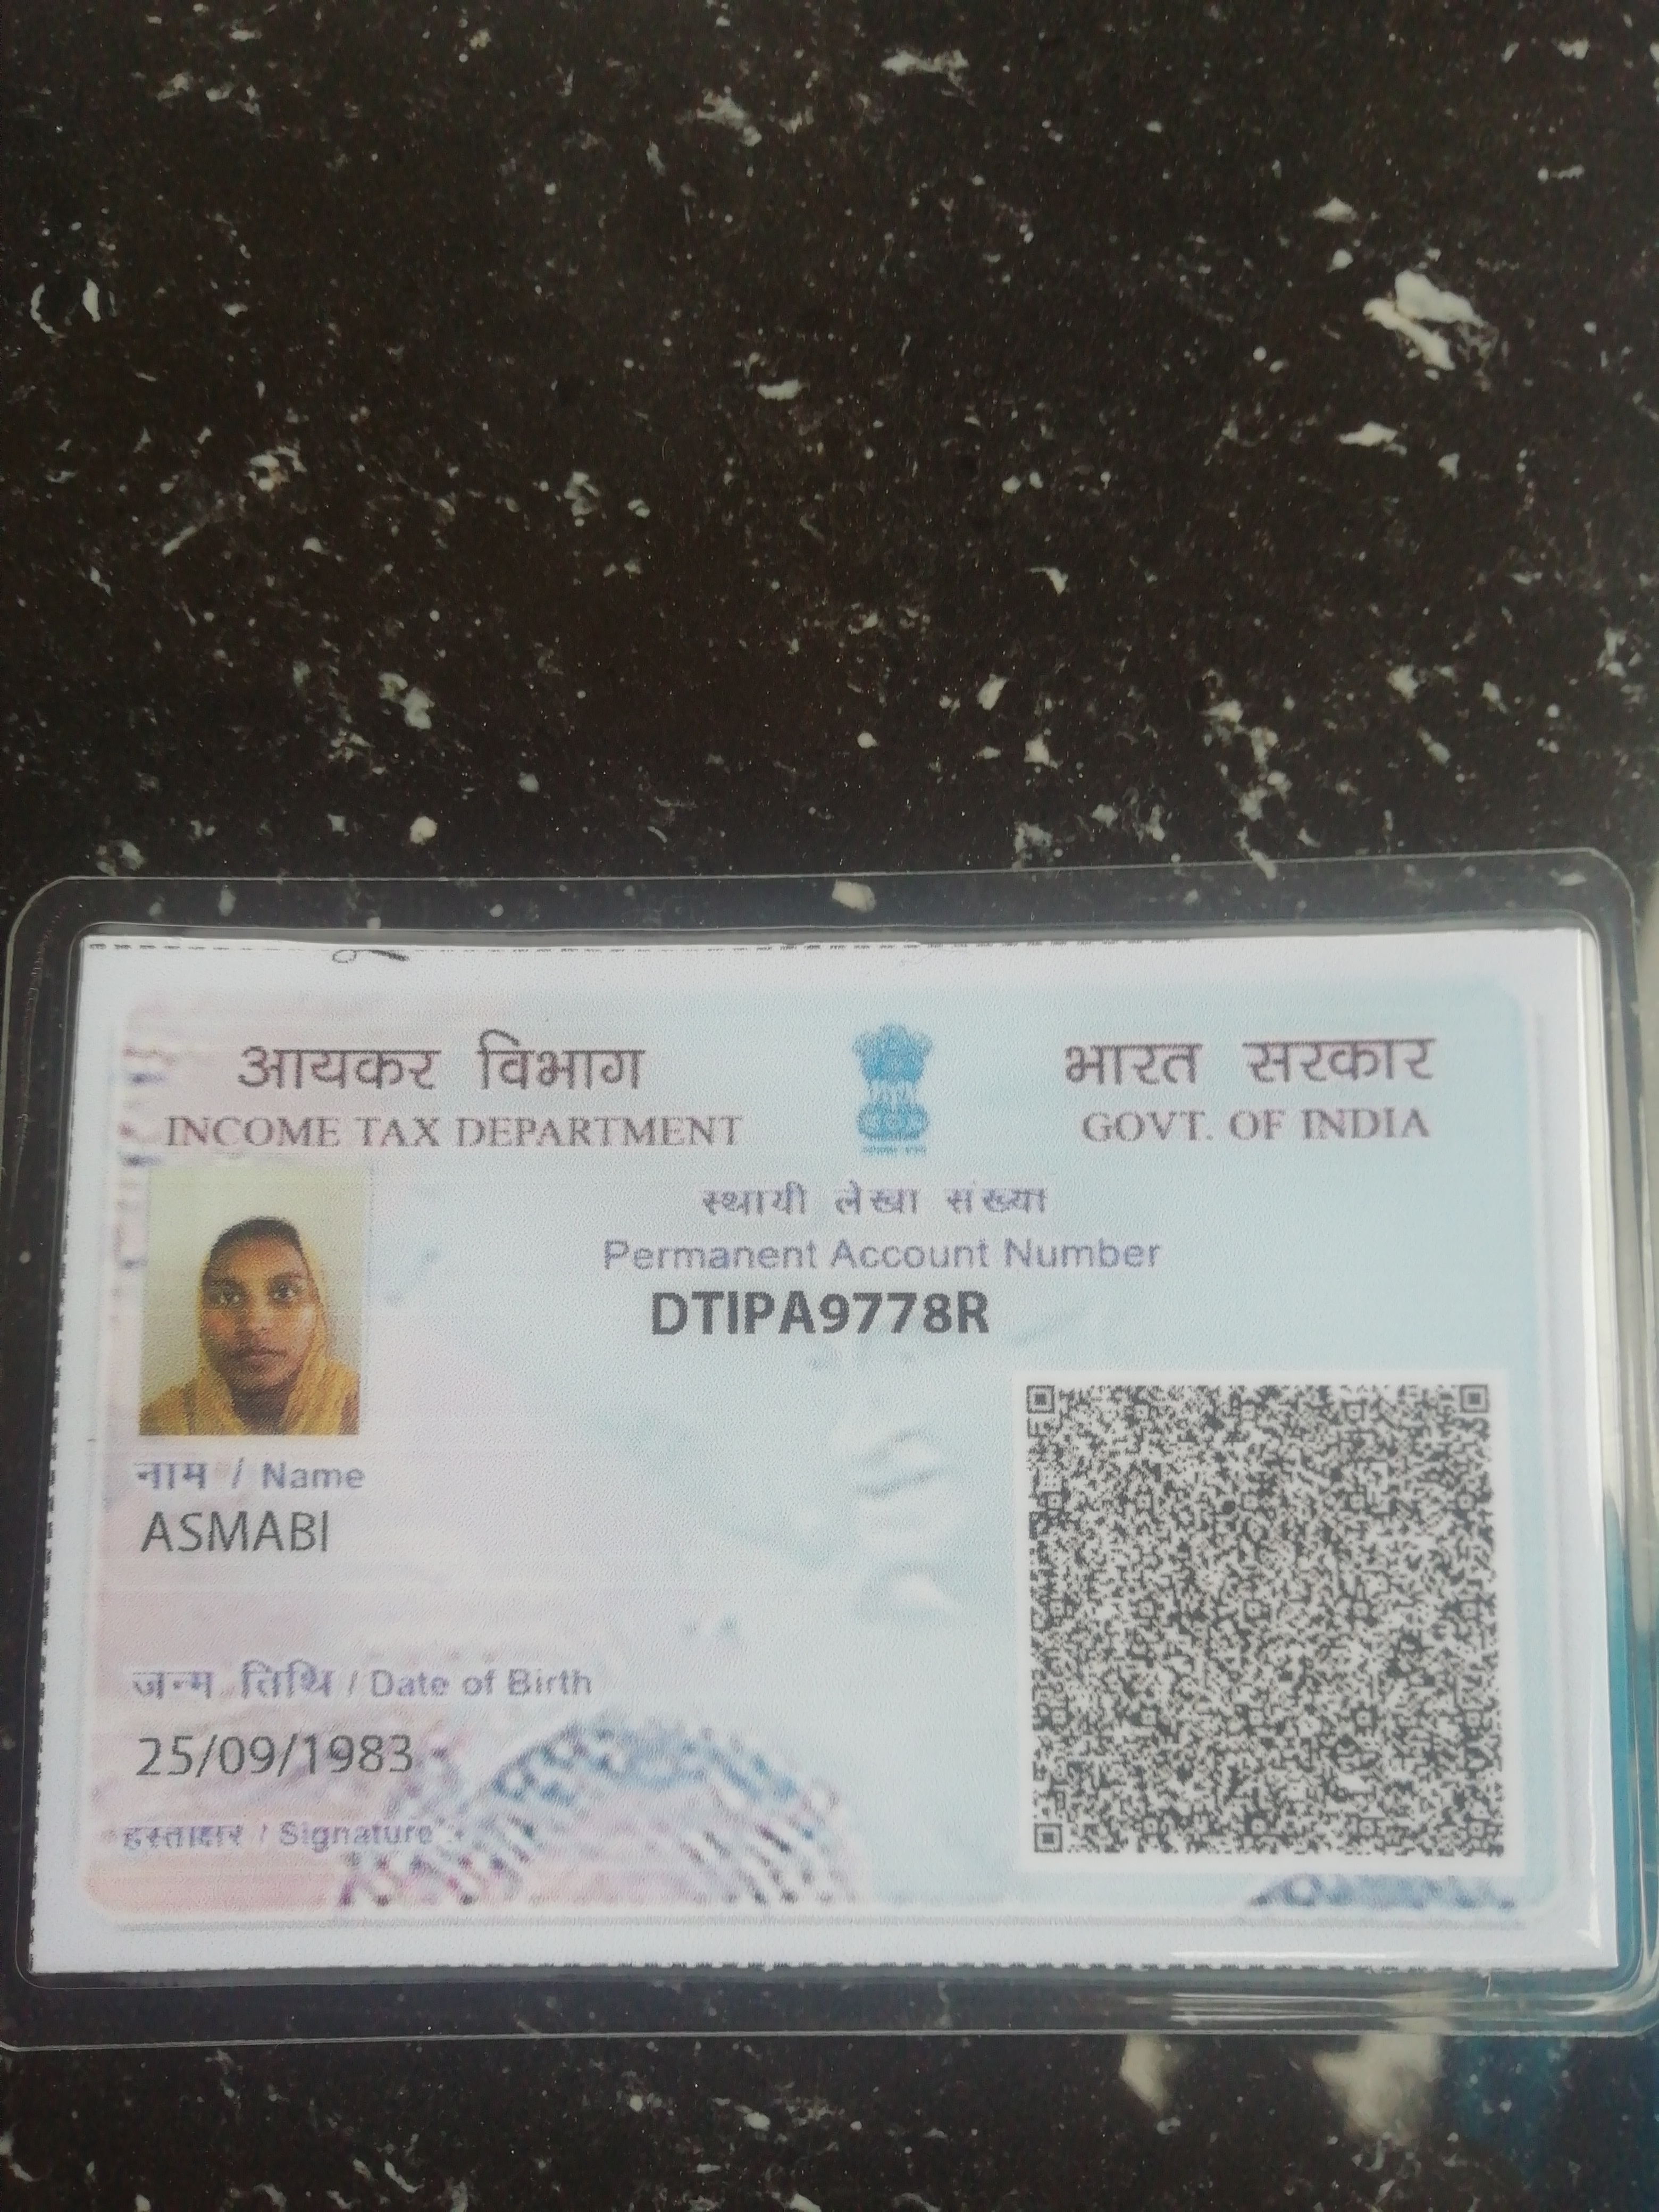 आयकर विभाग
INCOME TAX DEPARTMENT
भारत सरकार
GOVT. OF INDIA
स्थायी लेखा संख्या
Permanent Account Number
DTIPA9778R
नाम / Name
ASMABI
जन्म तिथि / Date of Birth
25/09/1983
हस्ताक्षर / Signature